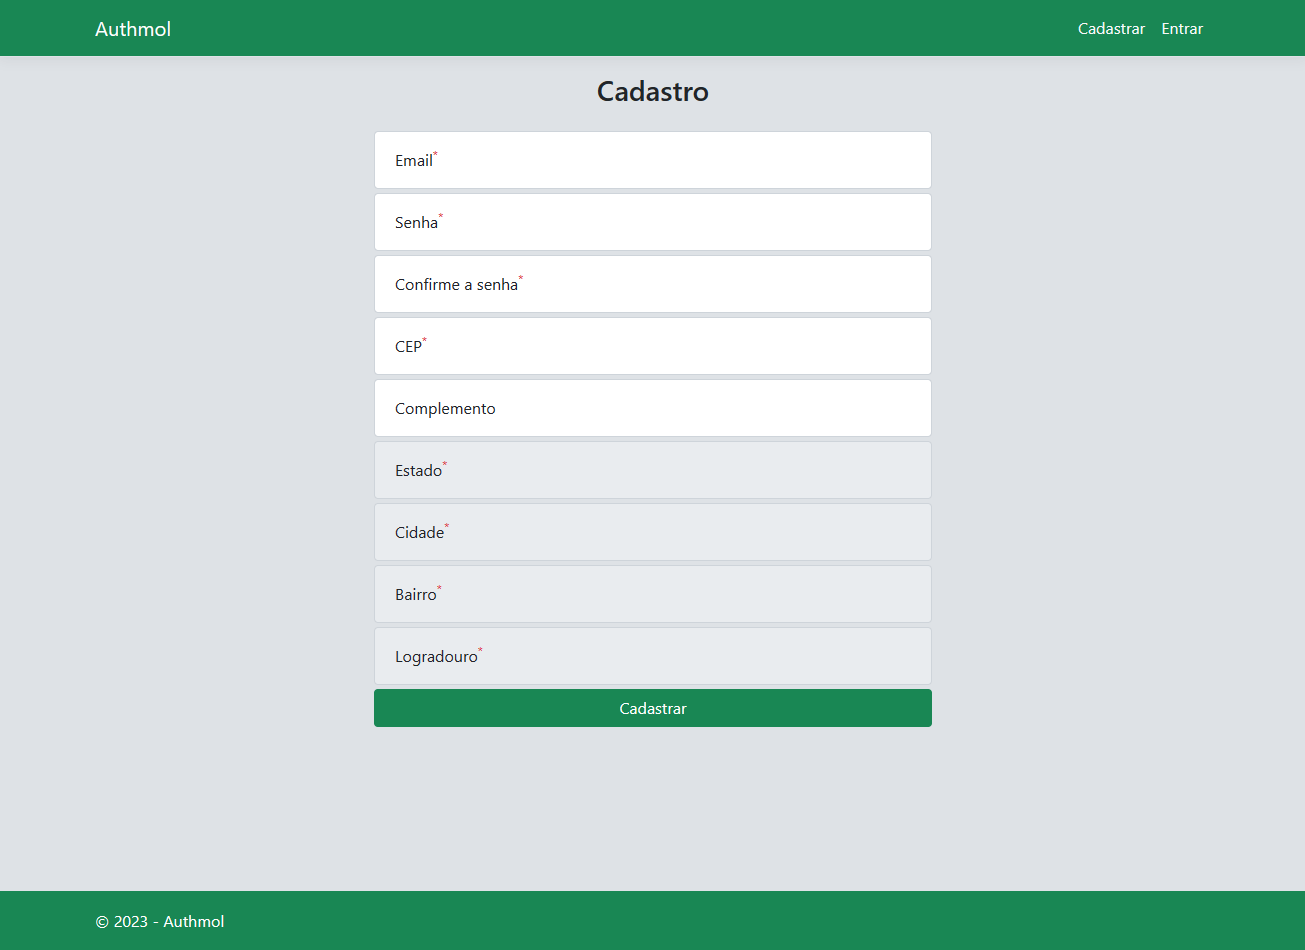 Authmol
Cadastrar Entrar
Cadastro
Email*
Senha*
Confirme a senha*
CEP*
Complemento
Estado*
Cidade*
Bairro*
Logradouro*
Cadastrar
© 2023 - Authmol